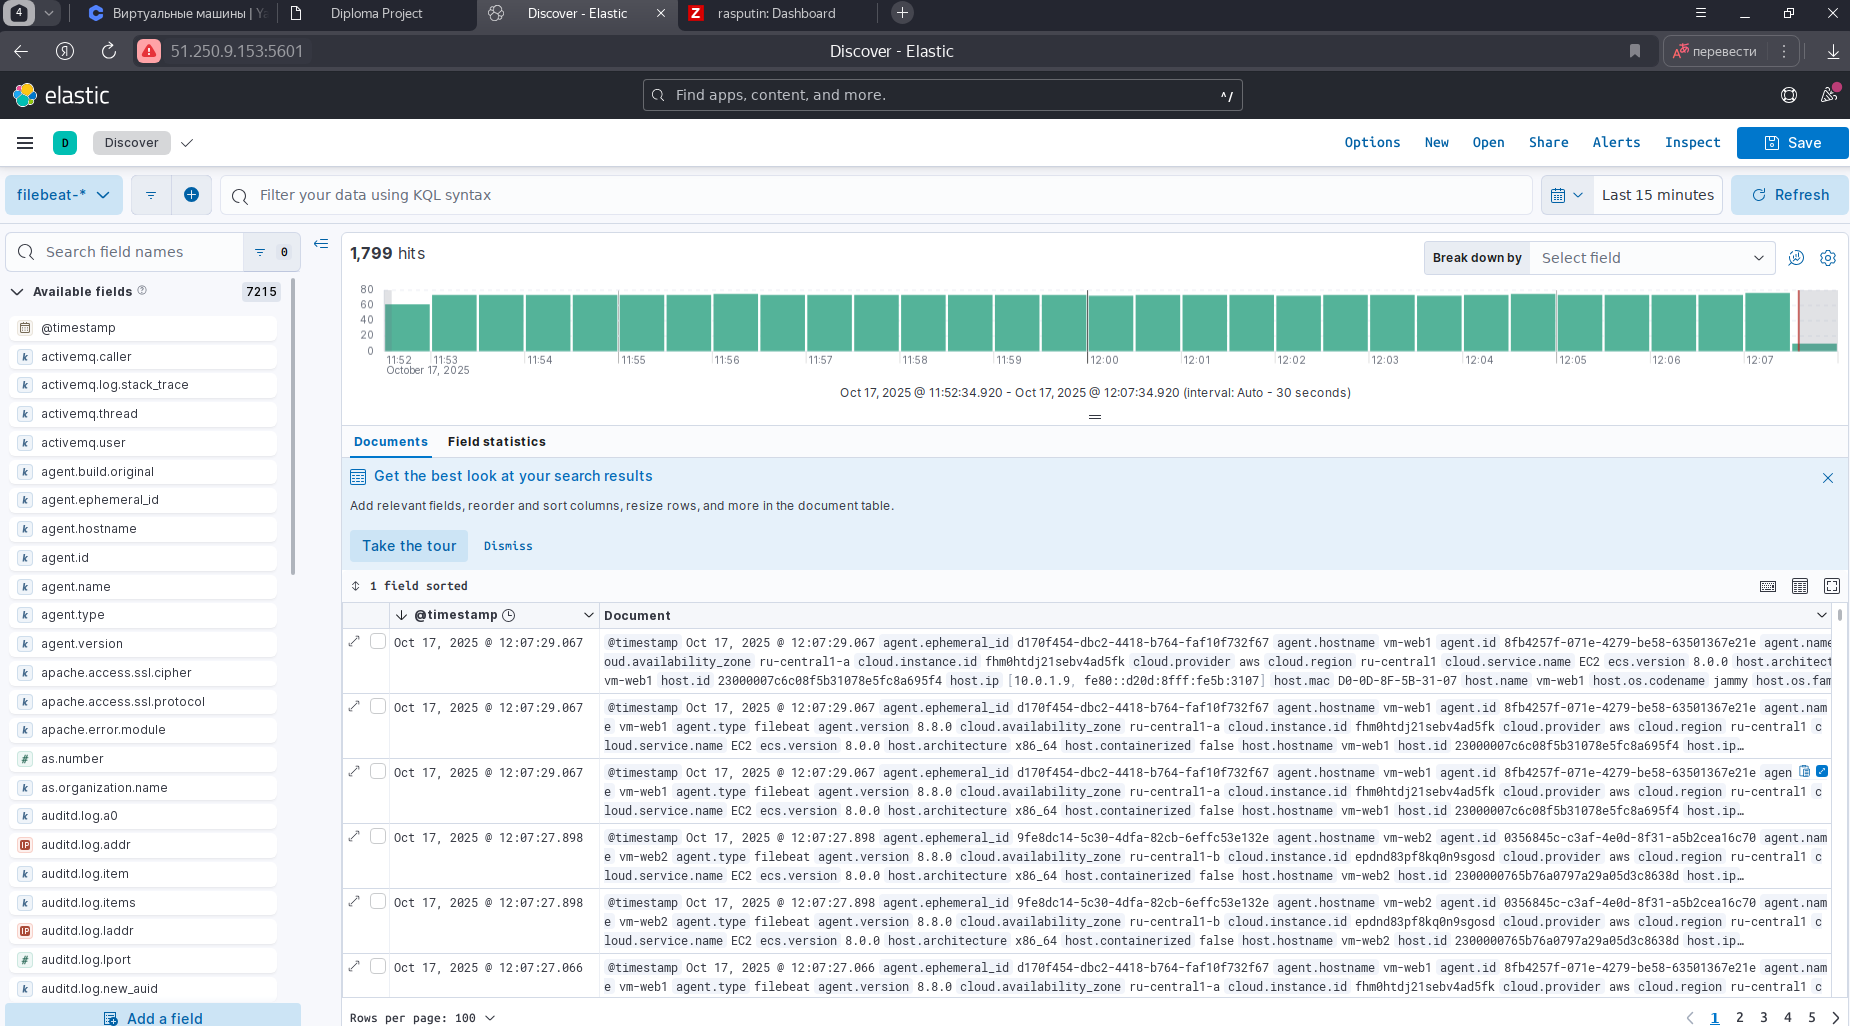 4
Виртуальные машины | Ya
Diploma Project
Discover - Elastic
rasputin: Dashboard
51.250.9.153:5601
Discover - Elastic
перевести
elastic
Find apps, content, and more.
^/
D
Discover
Options
New
Open
Share
Alerts
Inspect
Save
filebeat-*
Filter your data using KQL syntax
Last 15 minutes
Refresh
Search field names
0
Available fields
7215
@timestamp
activemq.caller
activemq.log.stack_trace
activemq.thread
activemq.user
agent.build.original
agent.ephemeral_id
agent.hostname
agent.id
agent.name
agent.type
agent.version
apache.access.ssl.cipher
apache.access.ssl.protocol
apache.error.module
as.number
as.organization.name
auditd.log.a0
auditd.log.addr
auditd.log.item
auditd.log.items
auditd.log.laddr
auditd.log.lport
auditd.log.new_auid
Add a field
1,799 hits
Break down by
Select field
80
60
40
20
0
11:52 11:53 11:54 11:55 11:56 11:57 11:58 11:59 12:00 12:01 12:02 12:03 12:04 12:05 12:06 12:07
October 17, 2025
Oct 17, 2025 @ 11:52:34.920 - Oct 17, 2025 @ 12:07:34.920 (interval: Auto - 30 seconds)
Documents
Field statistics
Get the best look at your search results
Add relevant fields, reorder and sort columns, resize rows, and more in the document table.
Take the tour
Dismiss
1 field sorted
@timestamp
Document
Oct 17, 2025 @ 12:07:29.067
@timestamp Oct 17, 2025 @ 12:07:29.067 agent.ephemeral_id d170f454-dbc2-4418-b764-faf10f732f67 agent.hostname vm-web1 agent.id 8fb4257f-071e-4279-be58-63501367e21e agent.name
oud.availability_zone ru-central1-a cloud.instance.id fhm0htdj21sebv4ad5fk cloud.provider aws cloud.region ru-central1 cloud.service.name EC2 ecs.version 8.0.0 host.architect
vm-web1 host.id 23000007c6c08f5b31078e5fc8a695f4 host.ip [10.0.1.9, fe80::d20d:8fff:fe5b:3107] host.mac D0-0D-8F-5B-31-07 host.name vm-web1 host.os.codename jammy host.os.fam
Oct 17, 2025 @ 12:07:29.067
@timestamp Oct 17, 2025 @ 12:07:29.067 agent.ephemeral_id d170f454-dbc2-4418-b764-faf10f732f67 agent.hostname vm-web1 agent.id 8fb4257f-071e-4279-be58-63501367e21e agent.nam
e vm-web1 agent.type filebeat agent.version 8.8.0 cloud.availability_zone ru-central1-a cloud.instance.id fhm0htdj21sebv4ad5fk cloud.provider aws cloud.region ru-central1 c
loud.service.name EC2 ecs.version 8.0.0 host.architecture x86_64 host.containerized false host.hostname vm-web1 host.id 23000007c6c08f5b31078e5fc8a695f4 host.ip…
Oct 17, 2025 @ 12:07:29.067
@timestamp Oct 17, 2025 @ 12:07:29.067 agent.ephemeral_id d170f454-dbc2-4418-b764-faf10f732f67 agent.hostname vm-web1 agent.id 8fb4257f-071e-4279-be58-63501367e21e agen
e vm-web1 agent.type filebeat agent.version 8.8.0 cloud.availability_zone ru-central1-a cloud.instance.id fhm0htdj21sebv4ad5fk cloud.provider aws cloud.region ru-central1 c
loud.service.name EC2 ecs.version 8.0.0 host.architecture x86_64 host.containerized false host.hostname vm-web1 host.id 23000007c6c08f5b31078e5fc8a695f4 host.ip…
Oct 17, 2025 @ 12:07:27.898
@timestamp Oct 17, 2025 @ 12:07:27.898 agent.ephemeral_id 9fe8dc14-5c30-4dfa-82cb-6effc53e132e agent.hostname vm-web2 agent.id 0356845c-c3af-4e0d-8f31-a5b2cea16c70 agent.nam
e vm-web2 agent.type filebeat agent.version 8.8.0 cloud.availability_zone ru-central1-b cloud.instance.id epdnd83pf8kq0n9sgosd cloud.provider aws cloud.region ru-central1 c
loud.service.name EC2 ecs.version 8.0.0 host.architecture x86_64 host.containerized false host.hostname vm-web2 host.id 2300000765b76a0797a29a05d3c8638d host.ip…
Oct 17, 2025 @ 12:07:27.898
@timestamp Oct 17, 2025 @ 12:07:27.898 agent.ephemeral_id 9fe8dc14-5c30-4dfa-82cb-6effc53e132e agent.hostname vm-web2 agent.id 0356845c-c3af-4e0d-8f31-a5b2cea16c70 agent.nam
e vm-web2 agent.type filebeat agent.version 8.8.0 cloud.availability_zone ru-central1-b cloud.instance.id epdnd83pf8kq0n9sgosd cloud.provider aws cloud.region ru-central1 c
loud.service.name EC2 ecs.version 8.0.0 host.architecture x86_64 host.containerized false host.hostname vm-web2 host.id 2300000765b76a0797a29a05d3c8638d host.ip…
Oct 17, 2025 @ 12:07:27.066
@timestamp Oct 17, 2025 @ 12:07:27.066 agent.ephemeral_id d170f454-dbc2-4418-b764-faf10f732f67 agent.hostname vm-web1 agent.id 8fb4257f-071e-4279-be58-63501367e21e agent.nam
e vm-web1 agent.type filebeat agent.version 8.8.0 cloud.availability_zone ru-central1-a cloud.instance.id fhm0htdj21sebv4ad5fk cloud.provider aws cloud.region ru-central1 c
Rows per page: 100
1 2 3 4 5